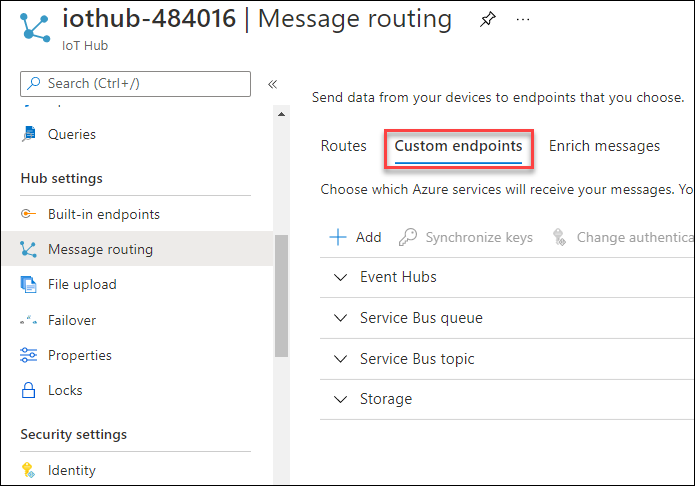 iothub-484016 | Message routing
IoT Hub
Search (Ctrl+/)
Queries
Hub settings
Built-in endpoints
Message routing
File upload
Failover
Properties
Locks
Security settings
Identity
Send data from your devices to endpoints that you choose.
Routes Custom endpoints Enrich messages
Choose which Azure services will receive your messages. Yo
Add Synchronize keys Change authentica
Event Hubs
Service Bus queue
Service Bus topic
Storage